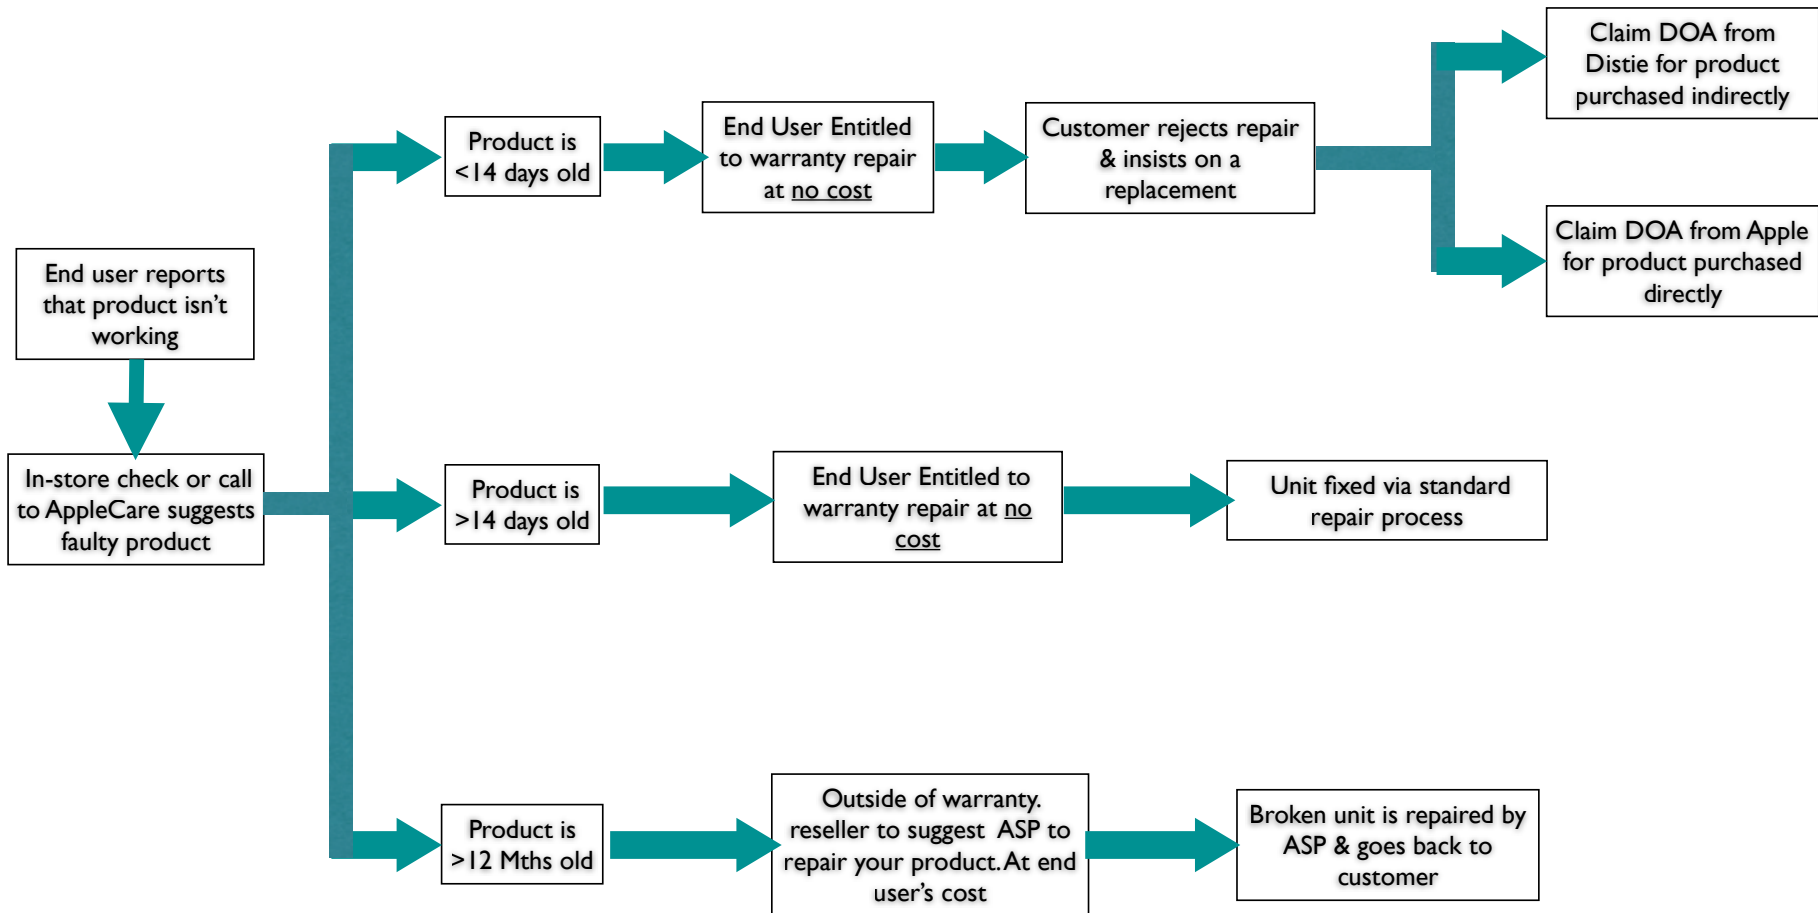 End user reports
that product isn’t
working
In-store check or call
to AppleCare suggests
faulty product
Product is
<14 days old
End User Entitled
to warranty repair
at no cost
Customer rejects repair
& insists on a
replacement
Claim DOA from
Distie for product
purchased indirectly
Claim DOA from Apple
for product purchased
directly
Product is
>14 days old
End User Entitled to
warranty repair at no
cost
Unit fixed via standard
repair process
Product is
>12 Mths old
Outside of warranty.
reseller to suggest ASP to
repair your product. At end
user’s cost
Broken unit is repaired by
ASP & goes back to
customer